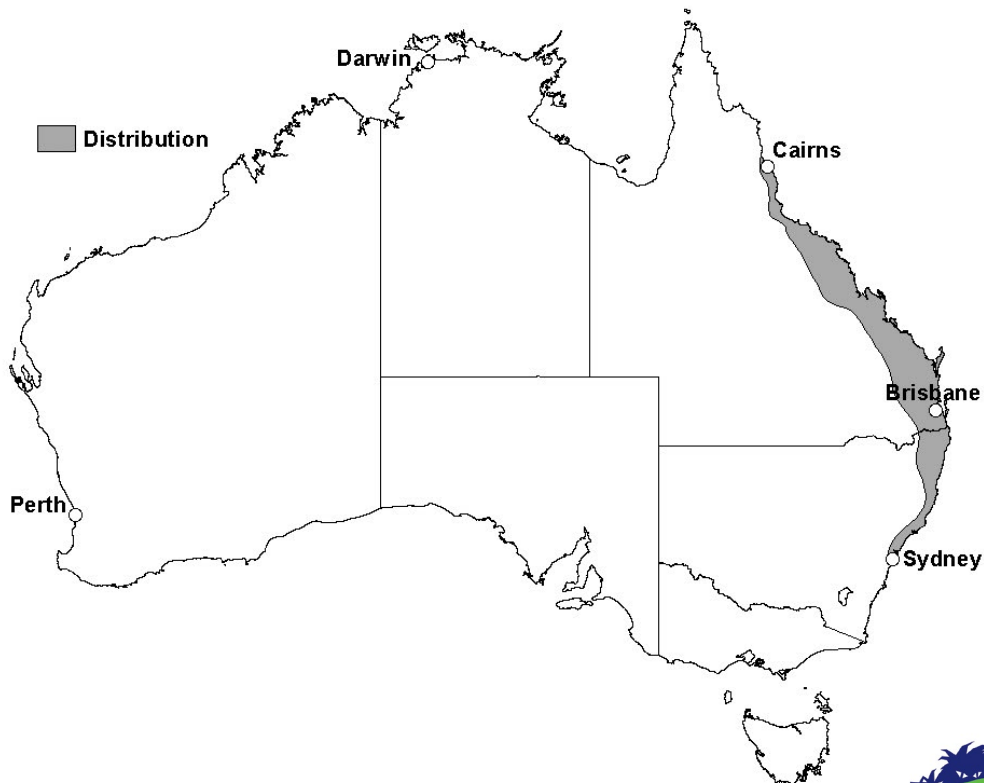 Darwin
Distribution
Cairns
Brisbane
Perth
Sydney